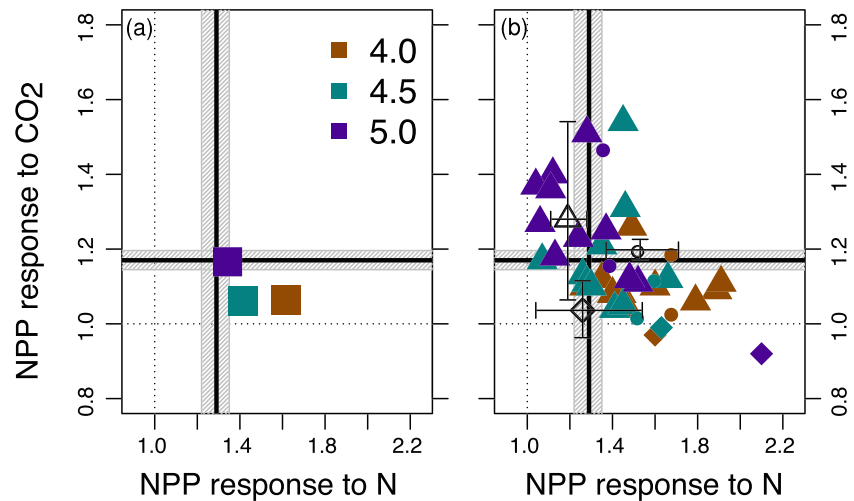 (a)
4.0
4.5
5.0
(b)
NPP response to CO2
0.8 1.0 1.2 1.4 1.6 1.8
0.8 1.0 1.2 1.4 1.6 1.8
1.0 1.4 1.8 2.2
1.0 1.4 1.8 2.2
NPP response to N
NPP response to N